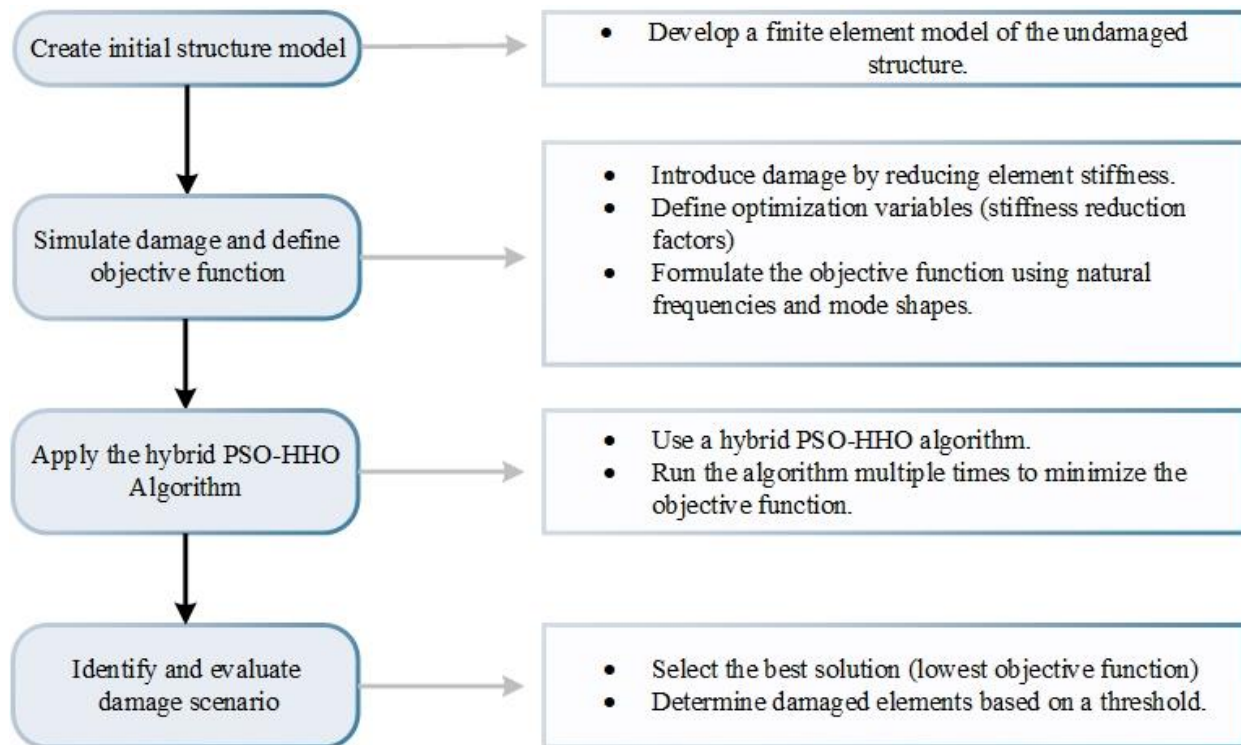 Create initial structure model
• Develop a finite element model of the undamaged
structure.
Simulate damage and define
objective function
• Introduce damage by reducing element stiffness.
• Define optimization variables (stiffness reduction
factors)
• Formulate the objective function using natural
frequencies and mode shapes.
Apply the hybrid PSO-HHO
Algorithm
• Use a hybrid PSO-HHO algorithm.
• Run the algorithm multiple times to minimize the
objective function.
Identify and evaluate
damage scenario
• Select the best solution (lowest objective function)
• Determine damaged elements based on a threshold.